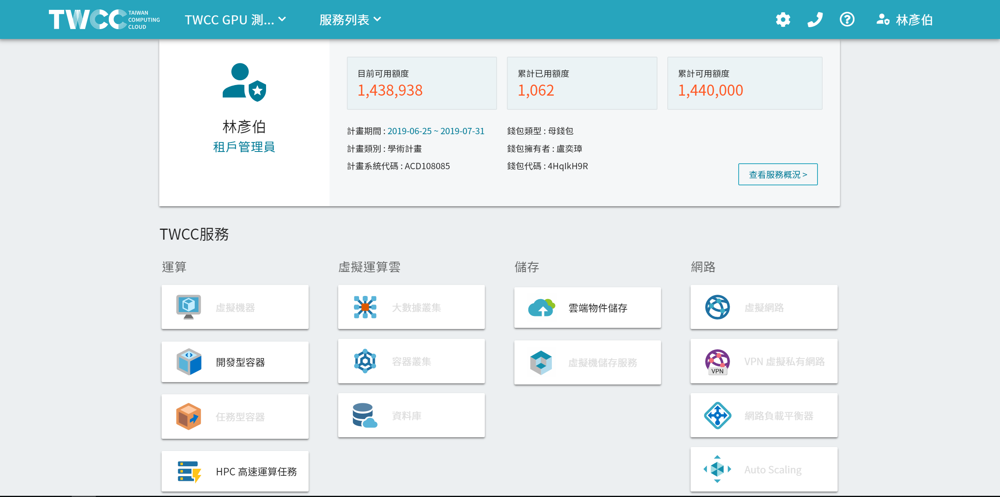 TWCC TAIWAN COMPUTING CLOUD
TWCC GPU 測...
服務列表
林彥伯
林彥伯
租戶管理員
目前可用額度
1,438,938
累計已用額度
1,062
累計可用額度
1,440,000
計畫期間 : 2019-06-25 ~ 2019-07-31
計畫類別 : 學術計畫
計畫系統代碼 : ACD108085
錢包類型 : 母錢包
錢包擁有者 : 盧奕璋
錢包代碼 : 4HqIkH9R
查看服務概況 >
TWCC服務
運算
虛擬機器
開發型容器
任務型容器
HPC 高速運算任務
虛擬運算雲
大數據叢集
容器叢集
資料庫
儲存
雲端物件儲存
虛擬機儲存服務
網路
虛擬網路
VPN
VPN 虛擬私有網路
網路負載平衡器
Auto Scaling